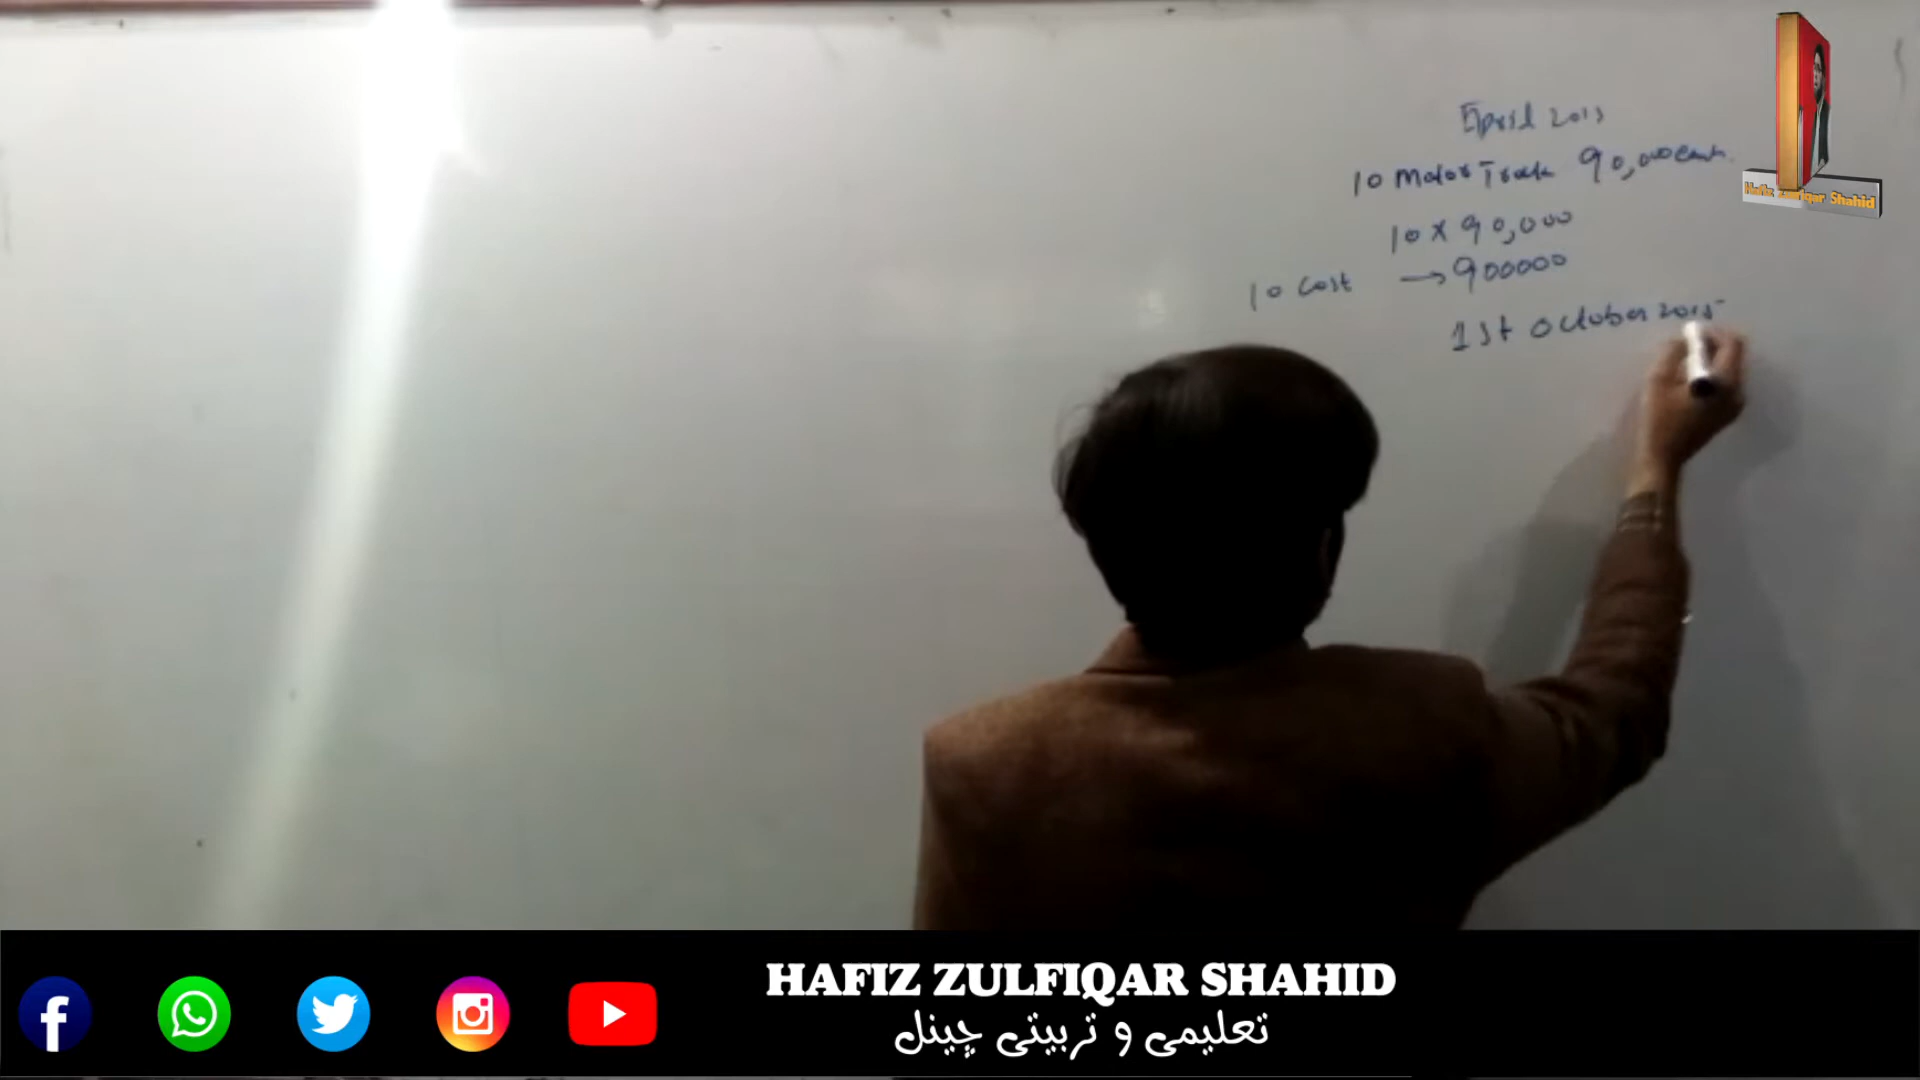 April 2013
10 Motor Truck 90,000 each.
10 x 90,000
10 Cost → 900000
1st October 2015
Hafiz Zulfiqar Shahid
HAFIZ ZULFIQAR SHAHID
تعلیمی و تربیتی چینل